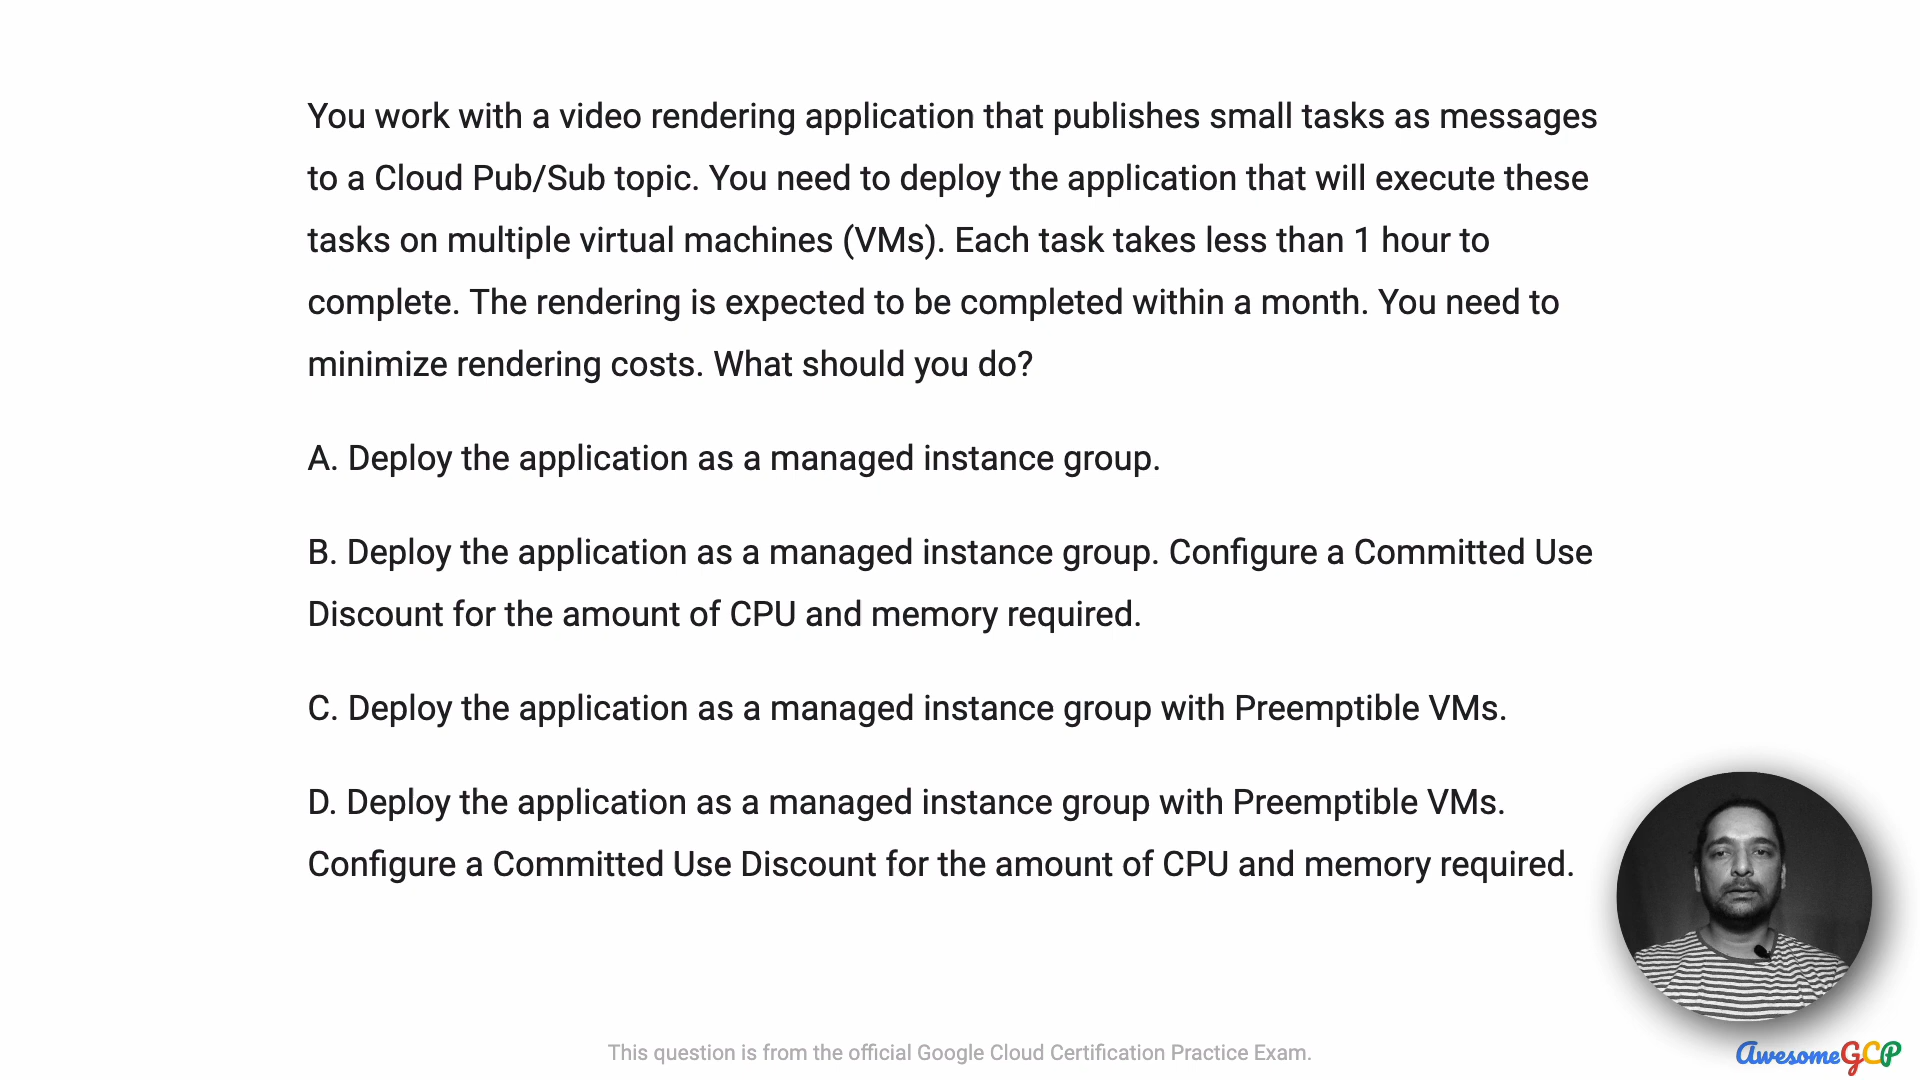 You work with a video rendering application that publishes small tasks as messages
to a Cloud Pub/Sub topic. You need to deploy the application that will execute these
tasks on multiple virtual machines (VMs). Each task takes less than 1 hour to
complete. The rendering is expected to be completed within a month. You need to
minimize rendering costs. What should you do?
A. Deploy the application as a managed instance group.
B. Deploy the application as a managed instance group. Configure a Committed Use
Discount for the amount of CPU and memory required.
C. Deploy the application as a managed instance group with Preemptible VMs.
D. Deploy the application as a managed instance group with Preemptible VMs.
Configure a Committed Use Discount for the amount of CPU and memory required.
This question is from the official Google Cloud Certification Practice Exam.
AwesomeGCP